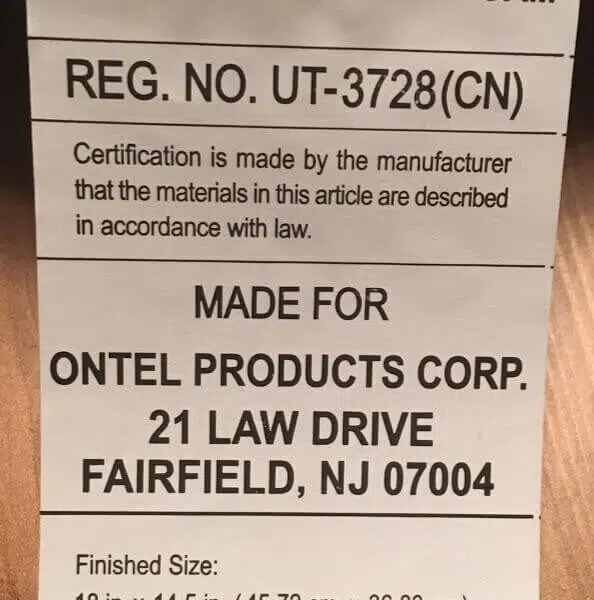 REG. NO. UT-3728(CN)
Certification is made by the manufacturer
that the materials in this article are described
in accordance with law.
MADE FOR
ONTEL PRODUCTS CORP.
21 LAW DRIVE
FAIRFIELD, NJ 07004
Finished Size: